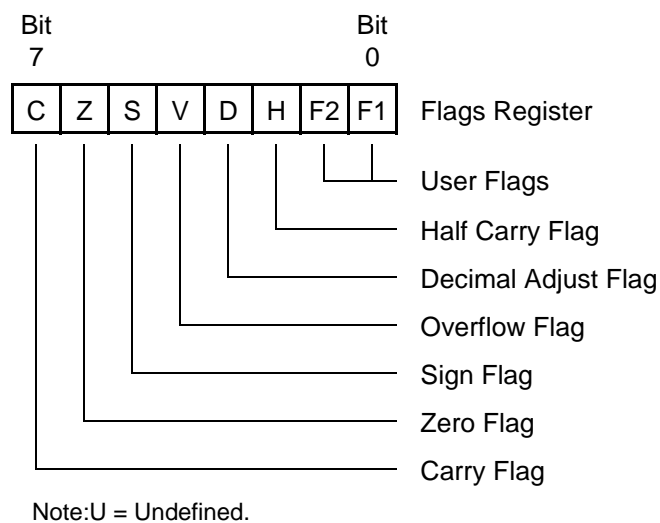 Bit Bit
7 0
C Z S V D H F2 F1 Flags Register
User Flags
Half Carry Flag
Decimal Adjust Flag
Overflow Flag
Sign Flag
Zero Flag
Carry Flag
Note:U = Undefined.